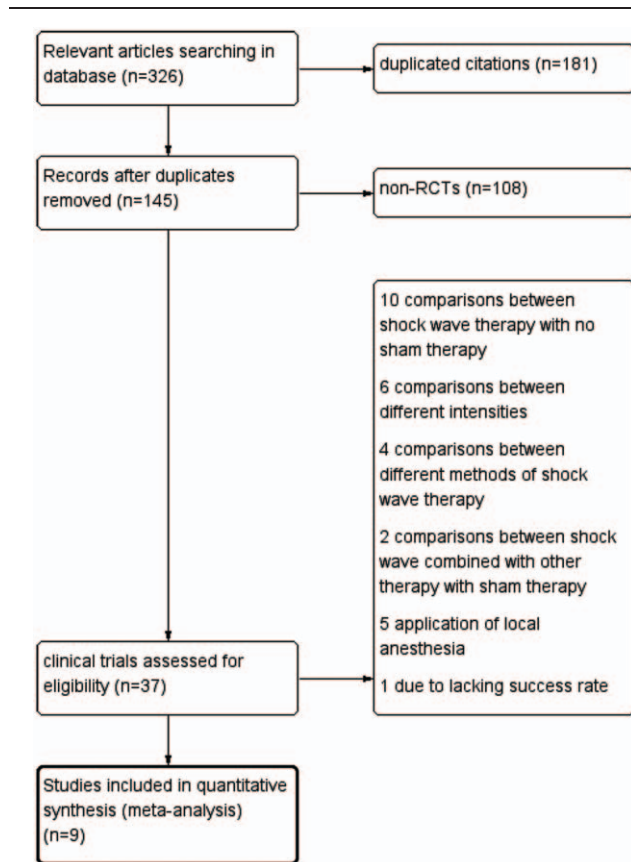 Relevant articles searching in
database (n=326)
duplicated citations (n=181)
Records after duplicates
removed (n=145)
non-RCTs (n=108)
10 comparisons between
shock wave therapy with no
sham therapy
6 comparisons between
different intensities
4 comparisons between
different methods of shock
wave therapy
2 comparisons between shock
wave combined with other
therapy with sham therapy
5 application of local
anesthesia
1 due to lacking success rate
clinical trials assessed for
eligibility (n=37)
Studies included in quantitative
synthesis (meta-analysis)
(n=9)